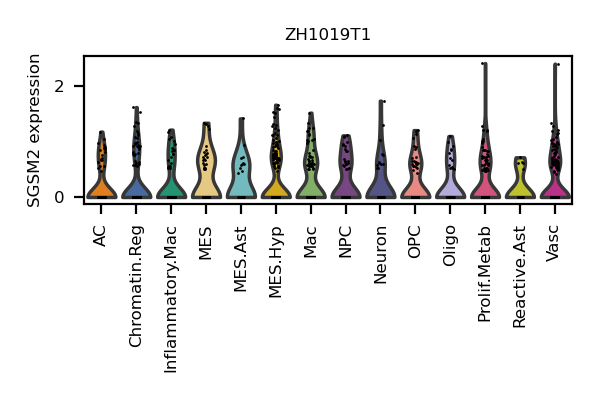 ZH1019T1
SGSM2 expression
2
0
AC
Chromatin.Reg
Inflammatory.Mac
MES
MES.Ast
MES.Hyp
Mac
NPC
Neuron
OPC
Oligo
Prolif.Metab
Reactive.Ast
Vasc